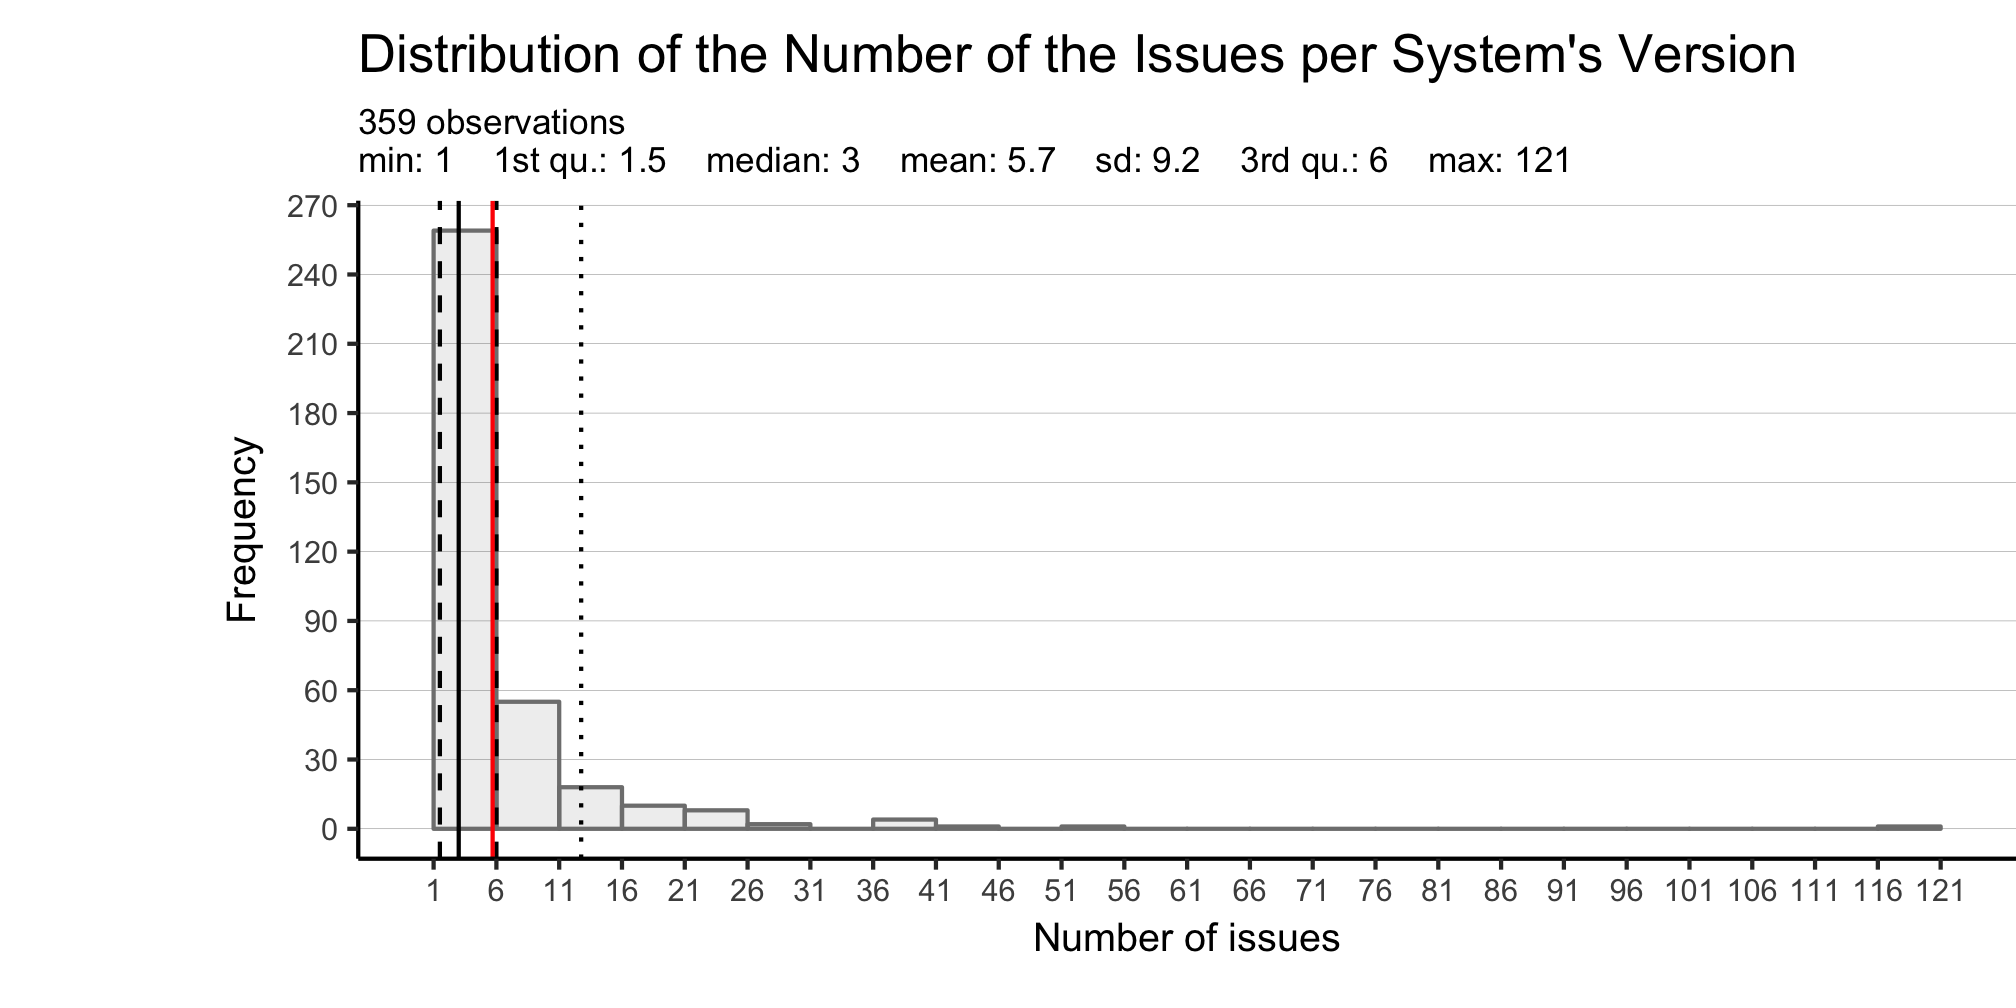 Distribution of the Number of the Issues per System's Version
359 observations
min: 1 1st qu.: 1.5 median: 3 mean: 5.7 sd: 9.2 3rd qu.: 6 max: 121
270
240
210
180
150
120
90
60
30
0
Frequency
1 6 11 16 21 26 31 36 41 46 51 56 61 66 71 76 81 86 91 96 101 106 111 116 121
Number of issues